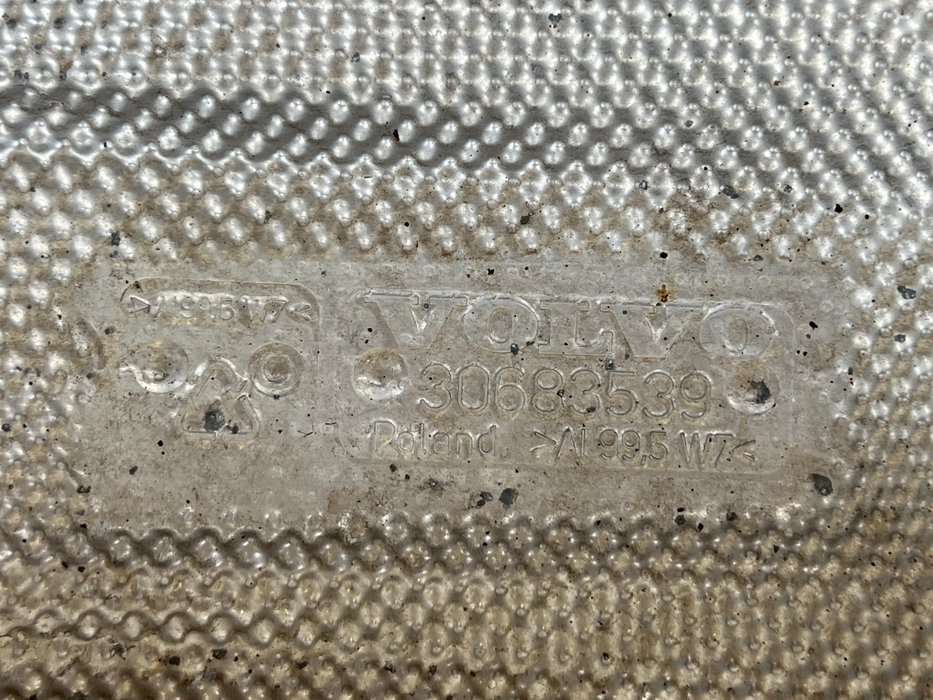 >Al 99,5 W7<
VOLVO
30683539
Poland >Al 99,5 W7<